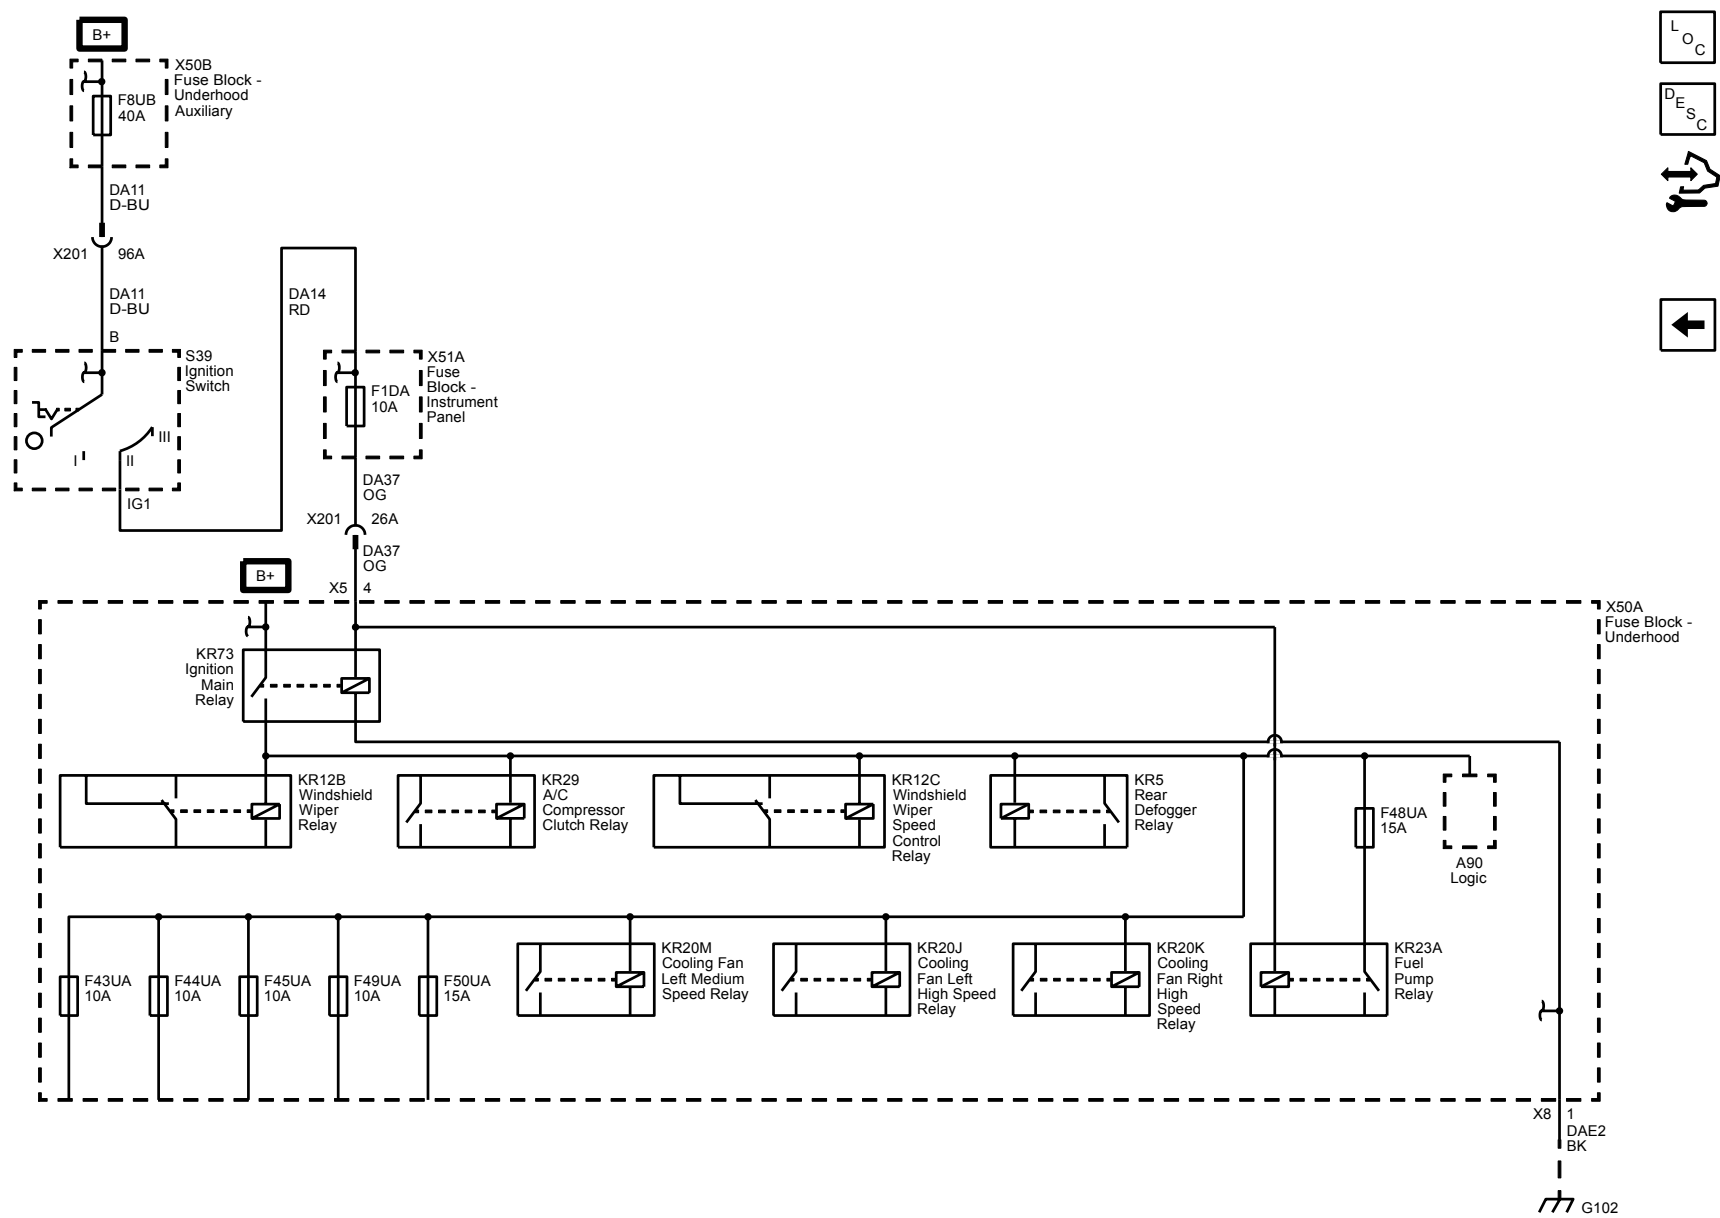 B+
X50B
Fuse Block -
Underhood
Auxiliary
F8UB
40A
DA11
D-BU
X201
96A
DA11
D-BU
B
S39
Ignition
Switch
I
II
III
IG1
DA14
RD
X51A
Fuse
Block -
Instrument
Panel
F1DA
10A
DA37
OG
X201
26A
DA37
OG
X5
4
B+
X50A
Fuse Block -
Underhood
KR73
Ignition
Main
Relay
KR12B
Windshield
Wiper
Relay
KR29
A/C
Compressor
Clutch Relay
KR12C
Windshield
Wiper
Speed
Control
Relay
KR5
Rear
Defogger
Relay
F48UA
15A
A90
Logic
F43UA
10A
F44UA
10A
F45UA
10A
F49UA
10A
F50UA
15A
KR20M
Cooling Fan
Left Medium
Speed Relay
KR20J
Cooling
Fan Left
High Speed
Relay
KR20K
Cooling
Fan Right
High
Speed
Relay
KR23A
Fuel
Pump
Relay
X8
1
DAE2
BK
G102
LOC
DESC